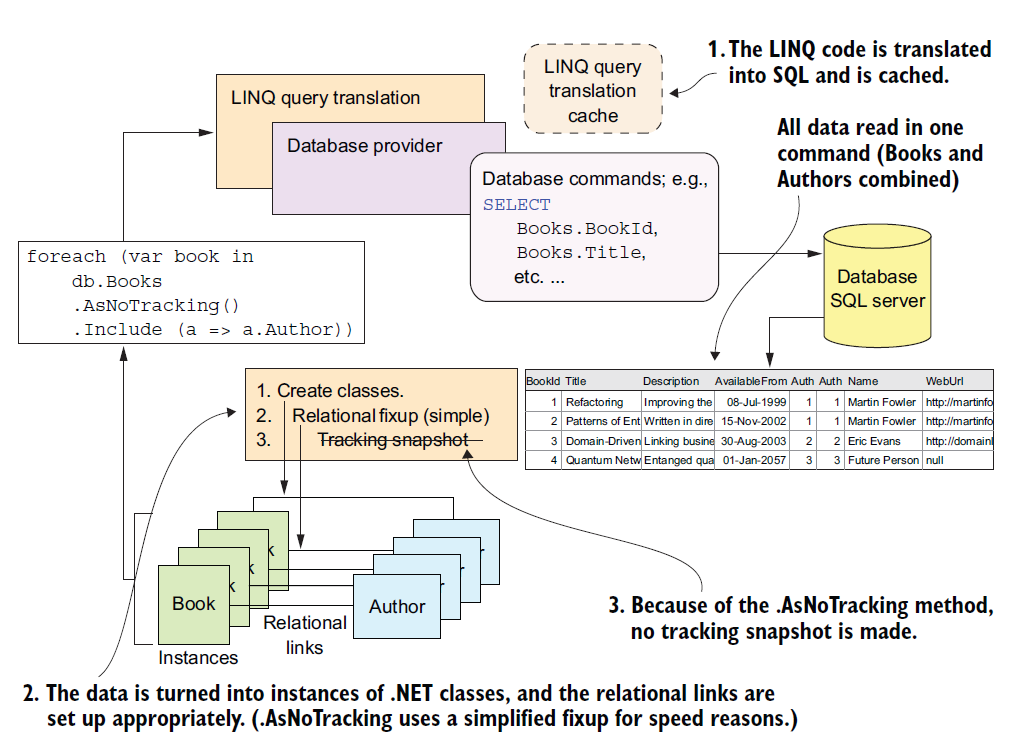 1. The LINQ code is translated
into SQL and is cached.
LINQ query
translation
cache
LINQ query translation
Database provider
All data read in one
command (Books and
Authors combined)
Database commands; e.g.,
SELECT
Books.BookId,
Books.Title,
etc. ...
foreach (var book in
db.Books
.AsNoTracking()
.Include (a => a.Author))
Database
SQL server
1. Create classes.
2. Relational fixup (simple)
3. Tracking snapshot
BookId Title Description AvailableFrom Auth Auth Name WebUrl
1 Refactoring Improving the 08-Jul-1999 1 1 Martin Fowler http://martinfo
2 Patterns of Ent Written in dire 15-Nov-2002 1 1 Martin Fowler http://martinfo
3 Domain-Driven Linking busine 30-Aug-2003 2 2 Eric Evans http://domainl
4 Quantum Netw Entanged qua 01-Jan-2057 3 3 Future Person null
k
r
k
r
k
r
Book
Author
Relational
links
Instances
3. Because of the .AsNoTracking method,
no tracking snapshot is made.
2. The data is turned into instances of .NET classes, and the relational links are
set up appropriately. (.AsNoTracking uses a simplified fixup for speed reasons.)